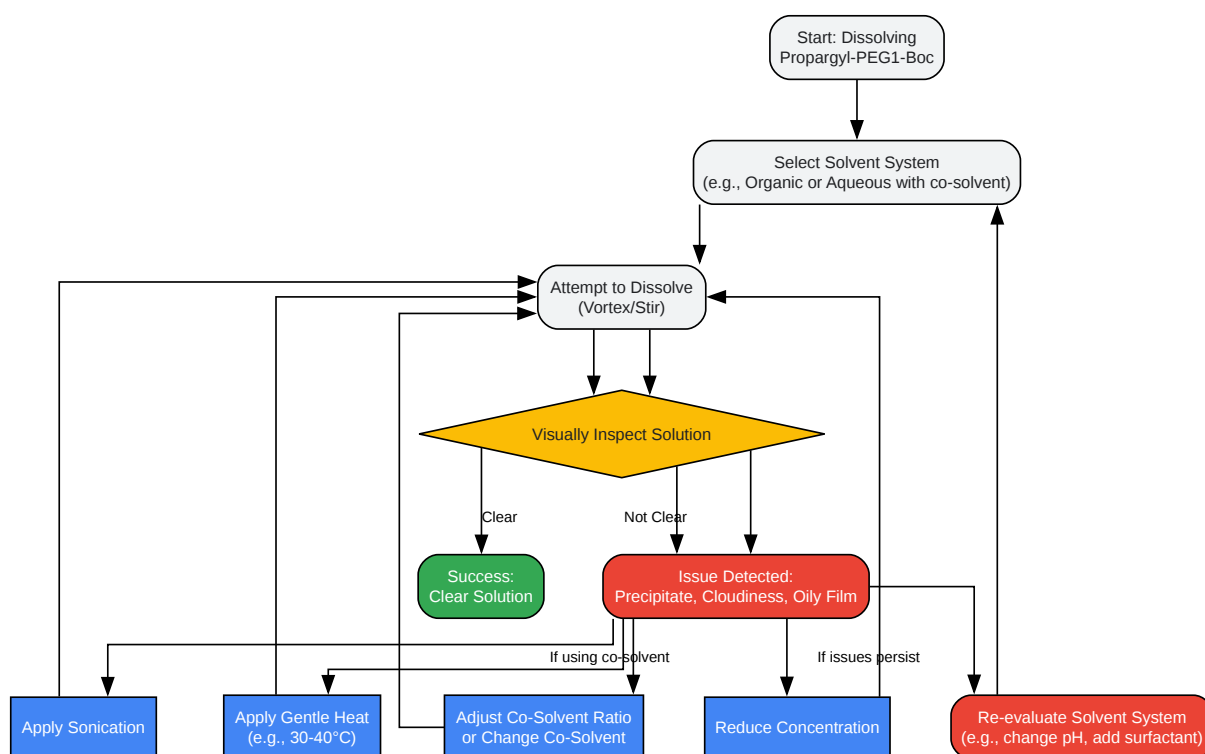 Start: Dissolving
Propargyl-PEG1-Boc
Select Solvent System
(e.g., Organic or Aqueous with co-solvent)
Attempt to Dissolve
(Vortex/Stir)
Visually Inspect Solution
Clear
Not Clear
Success:
Clear Solution
Issue Detected:
Precipitate, Cloudiness, Oily Film
If using co-solvent
If issues persist
Apply Sonication
Apply Gentle Heat
(e.g., 30-40°C)
Adjust Co-Solvent Ratio
or Change Co-Solvent
Reduce Concentration
Re-evaluate Solvent System
(e.g., change pH, add surfactant)